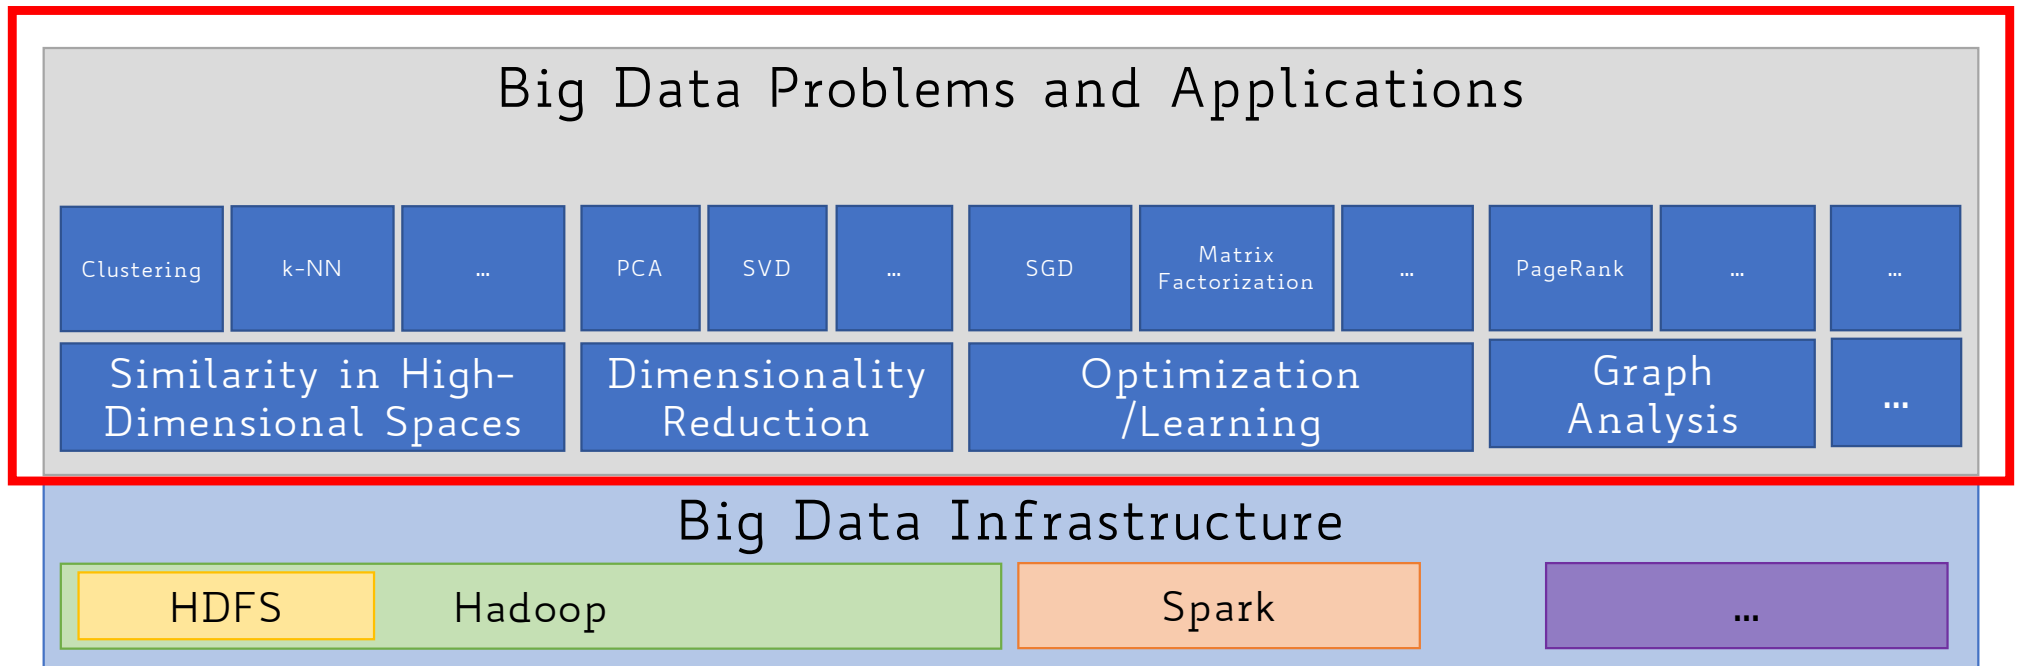 Big Data Problems and Applications
Clustering
k-NN
...
PCA
SVD
...
SGD
Matrix
Factorization
...
PageRank
...
...
Similarity in High-
Dimensional Spaces
Dimensionality
Reduction
Optimization
/Learning
Graph
Analysis
...
Big Data Infrastructure
HDFS
Hadoop
Spark
...